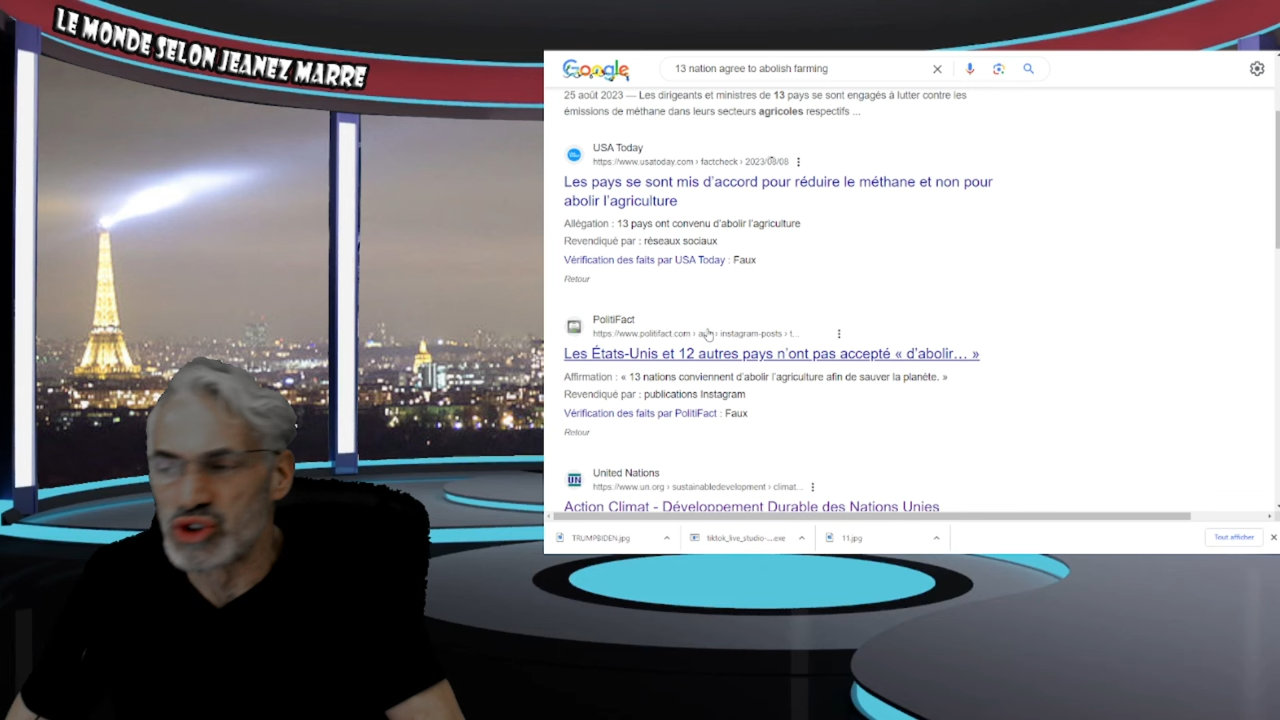 LE MONDE SELON JEANEZ MARRE
Google
13 nation agree to abolish farming
25 août 2023 — Les dirigeants et ministres de 13 pays se sont engagés à lutter contre les
émissions de méthane dans leurs secteurs agricoles respectifs ...
USA Today
https://www.usatoday.com › factcheck › 2023/08/08
Les pays se sont mis d'accord pour réduire le méthane et non pour
abolir l'agriculture
Allégation : 13 pays ont convenu d'abolir l'agriculture
Revendiqué par : réseaux sociaux
Vérification des faits par USA Today : Faux
Retour
PolitiFact
https://www.politifact.com › › instagram-posts › t...
Les États-Unis et 12 autres pays n'ont pas accepté « d'abolir... »
Affirmation : « 13 nations conviennent d'abolir l'agriculture afin de sauver la planète. »
Revendiqué par : publications Instagram
Vérification des faits par PolitiFact : Faux
Retour
UN
United Nations
https://www.un.org › sustainabledevelopment › climat...
Action Climat - Développement Durable des Nations Unies
TRUMPBIDEN.jpg
tiktok_live_studio-...exe
11.jpg
Tout afficher